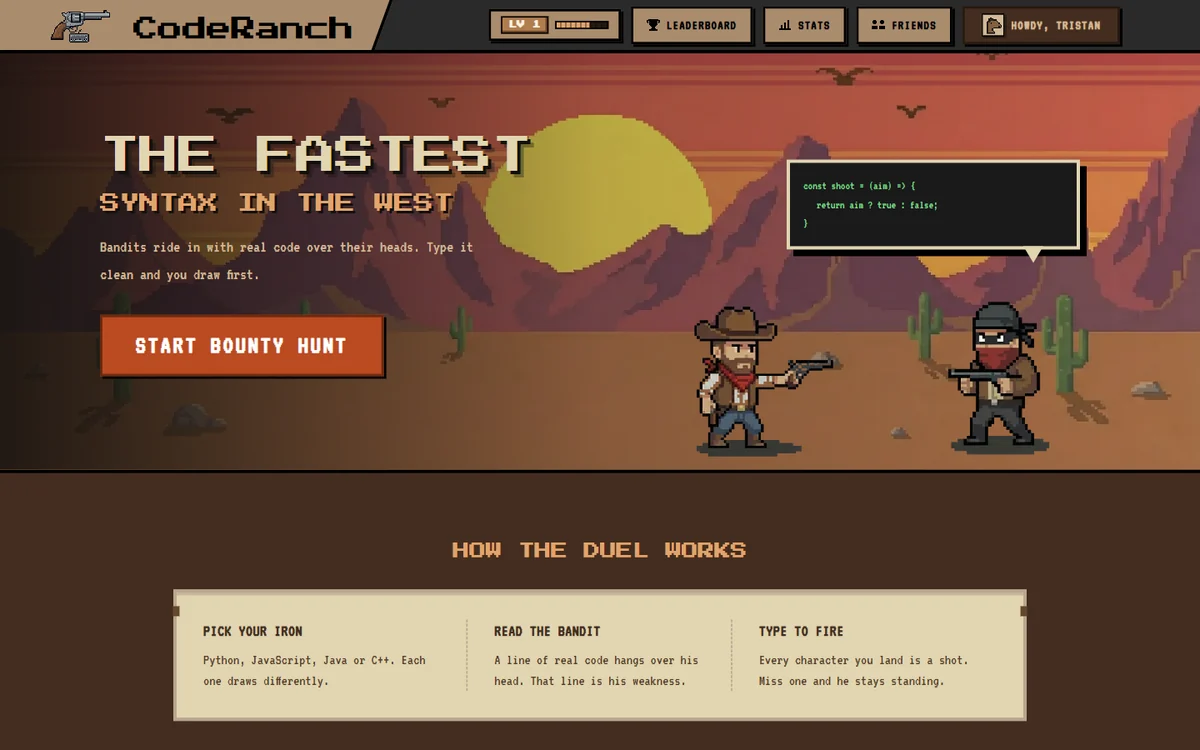 CodeRanch
LV 1
LEADERBOARD
STATS
FRIENDS
HOWDY, TRISTAN
THE FASTEST
SYNTAX IN THE WEST
Bandits ride in with real code over their heads. Type it
clean and you draw first.
START BOUNTY HUNT
const shoot = (aim) => {
return aim ? true : false;
}
HOW THE DUEL WORKS
PICK YOUR IRON
Python, JavaScript, Java or C++. Each
one draws differently.
READ THE BANDIT
A line of real code hangs over his
head. That line is his weakness.
TYPE TO FIRE
Every character you land is a shot.
Miss one and he stays standing.